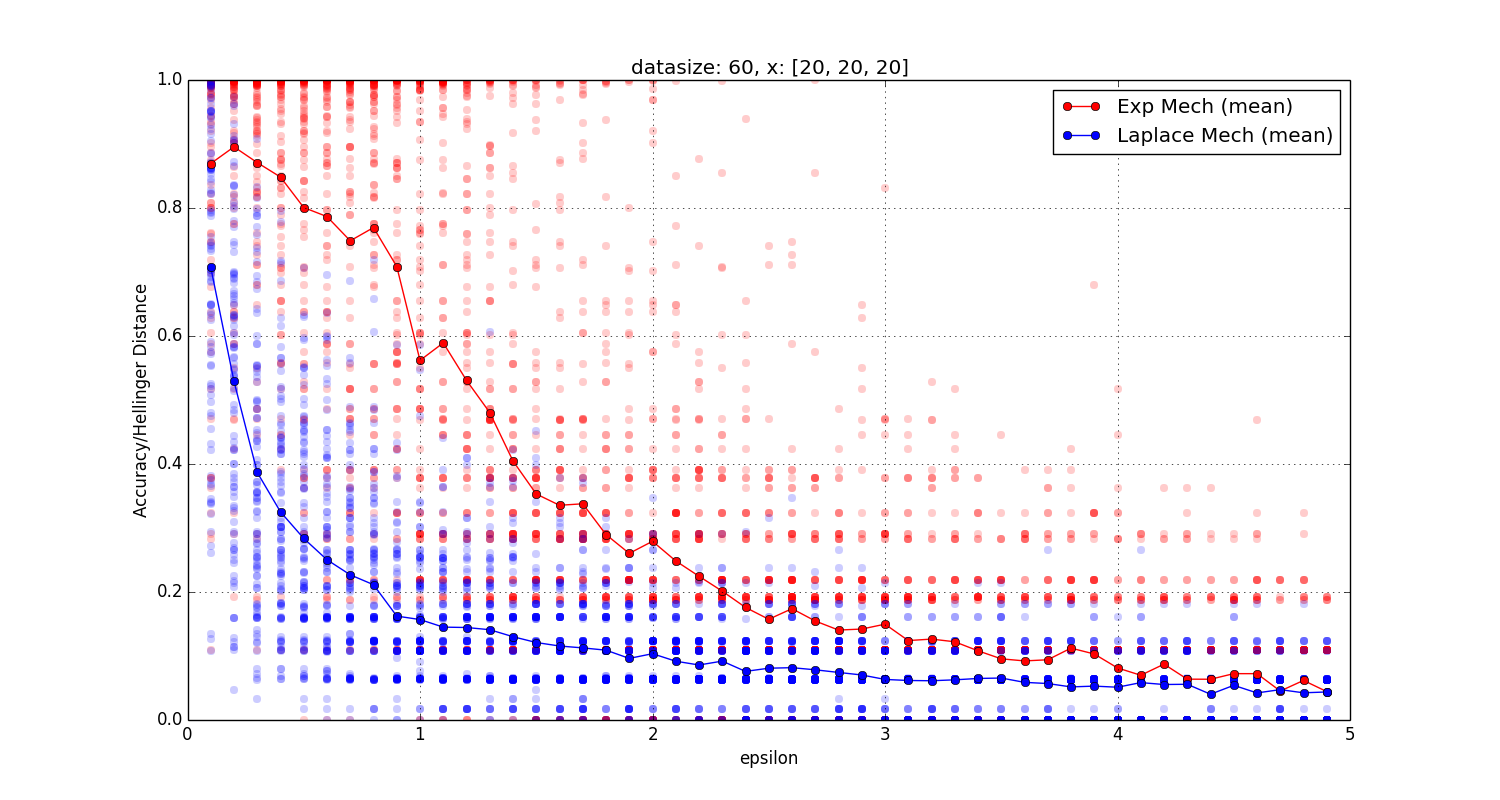 datasize: 60, x: [20, 20, 20]
Exp Mech (mean)
Laplace Mech (mean)
Accuracy/Hellinger Distance
1.0
0.8
0.6
0.4
0.2
0.0
0 1 2 3 4 5
epsilon